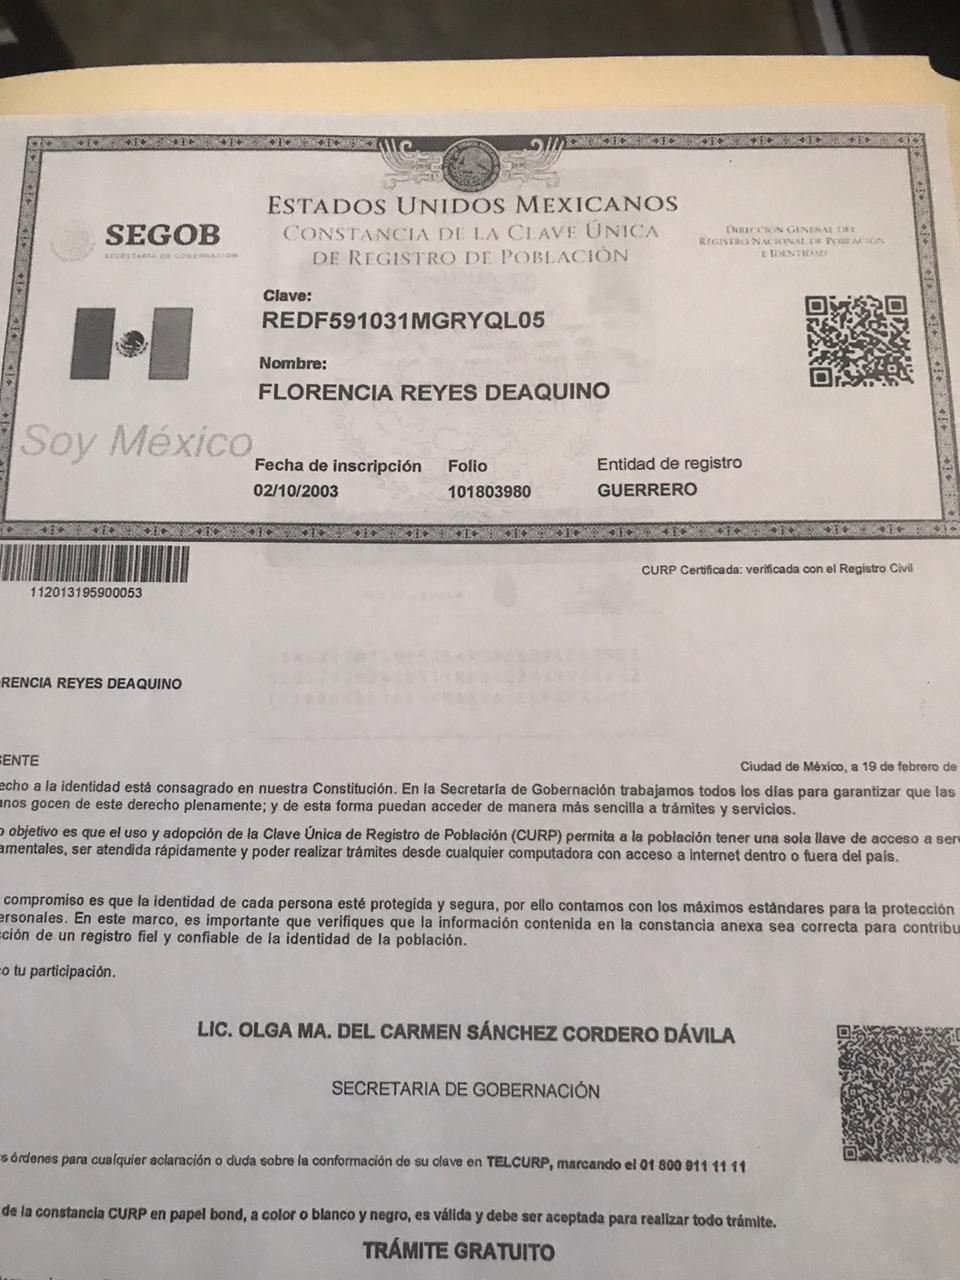 ESTADOS UNIDOS MEXICANOS
SEGOB
SECRETARÍA DE GOBERNACIÓN
CONSTANCIA DE LA CLAVE ÚNICA
DE REGISTRO DE POBLACIÓN
DIRECCIÓN GENERAL DEL
REGISTRO NACIONAL DE POBLACIÓN
E IDENTIDAD
Clave:
REDF591031MGRYQL05
Nombre:
FLORENCIA REYES DEAQUINO
Soy México
Fecha de inscripción Folio Entidad de registro
02/10/2003 101803980 GUERRERO
112013195900053
CURP Certificada: verificada con el Registro Civil
RENCIA REYES DEAQUINO
SENTE
Ciudad de México, a 19 de febrero de
echo a la identidad está consagrado en nuestra Constitución. En la Secretaría de Gobernación trabajamos todos los días para garantizar que las
anos gocen de este derecho plenamente; y de esta forma puedan acceder de manera más sencilla a trámites y servicios.
o objetivo es que el uso y adopción de la Clave Única de Registro de Población (CURP) permita a la población tener una sola llave de acceso a serv
amentales, ser atendida rápidamente y poder realizar trámites desde cualquier computadora con acceso a internet dentro o fuera del país.
compromiso es que la identidad de cada persona esté protegida y segura, por ello contamos con los máximos estándares para la protección
ersonales. En este marco, es importante que verifiques que la información contenida en la constancia anexa sea correcta para contribu
cción de un registro fiel y confiable de la identidad de la población.
co tu participación.
LIC. OLGA MA. DEL CARMEN SÁNCHEZ CORDERO DÁVILA
SECRETARIA DE GOBERNACIÓN
s órdenes para cualquier aclaración o duda sobre la conformación de su clave en TELCURP, marcando el 01 800 911 11 11
de la constancia CURP en papel bond, a color o blanco y negro, es válida y debe ser aceptada para realizar todo trámite.
TRÁMITE GRATUITO